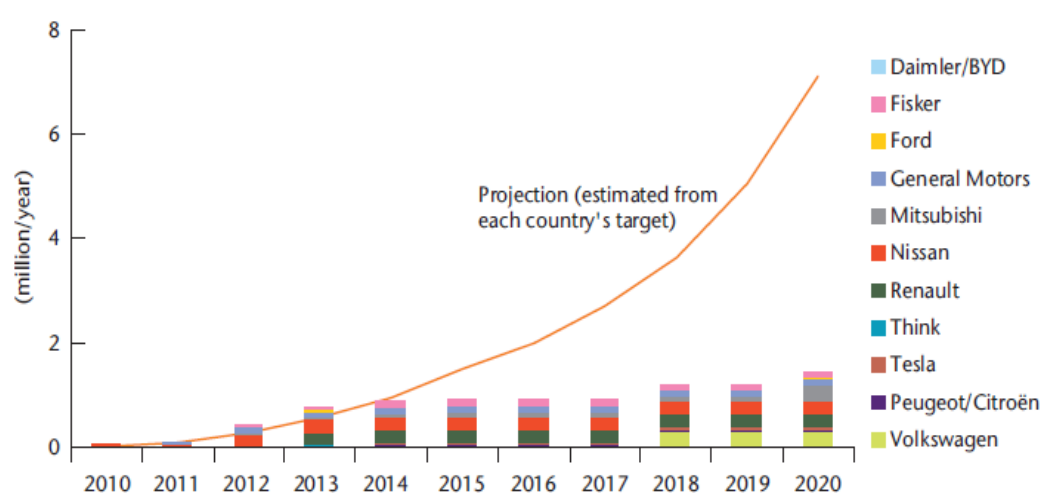 8
6
4
2
0
(million/year)
Projection (estimated from
each country's target)
2010 2011 2012 2013 2014 2015 2016 2017 2018 2019 2020
Daimler/BYD
Fisker
Ford
General Motors
Mitsubishi
Nissan
Renault
Think
Tesla
Peugeot/Citroën
Volkswagen